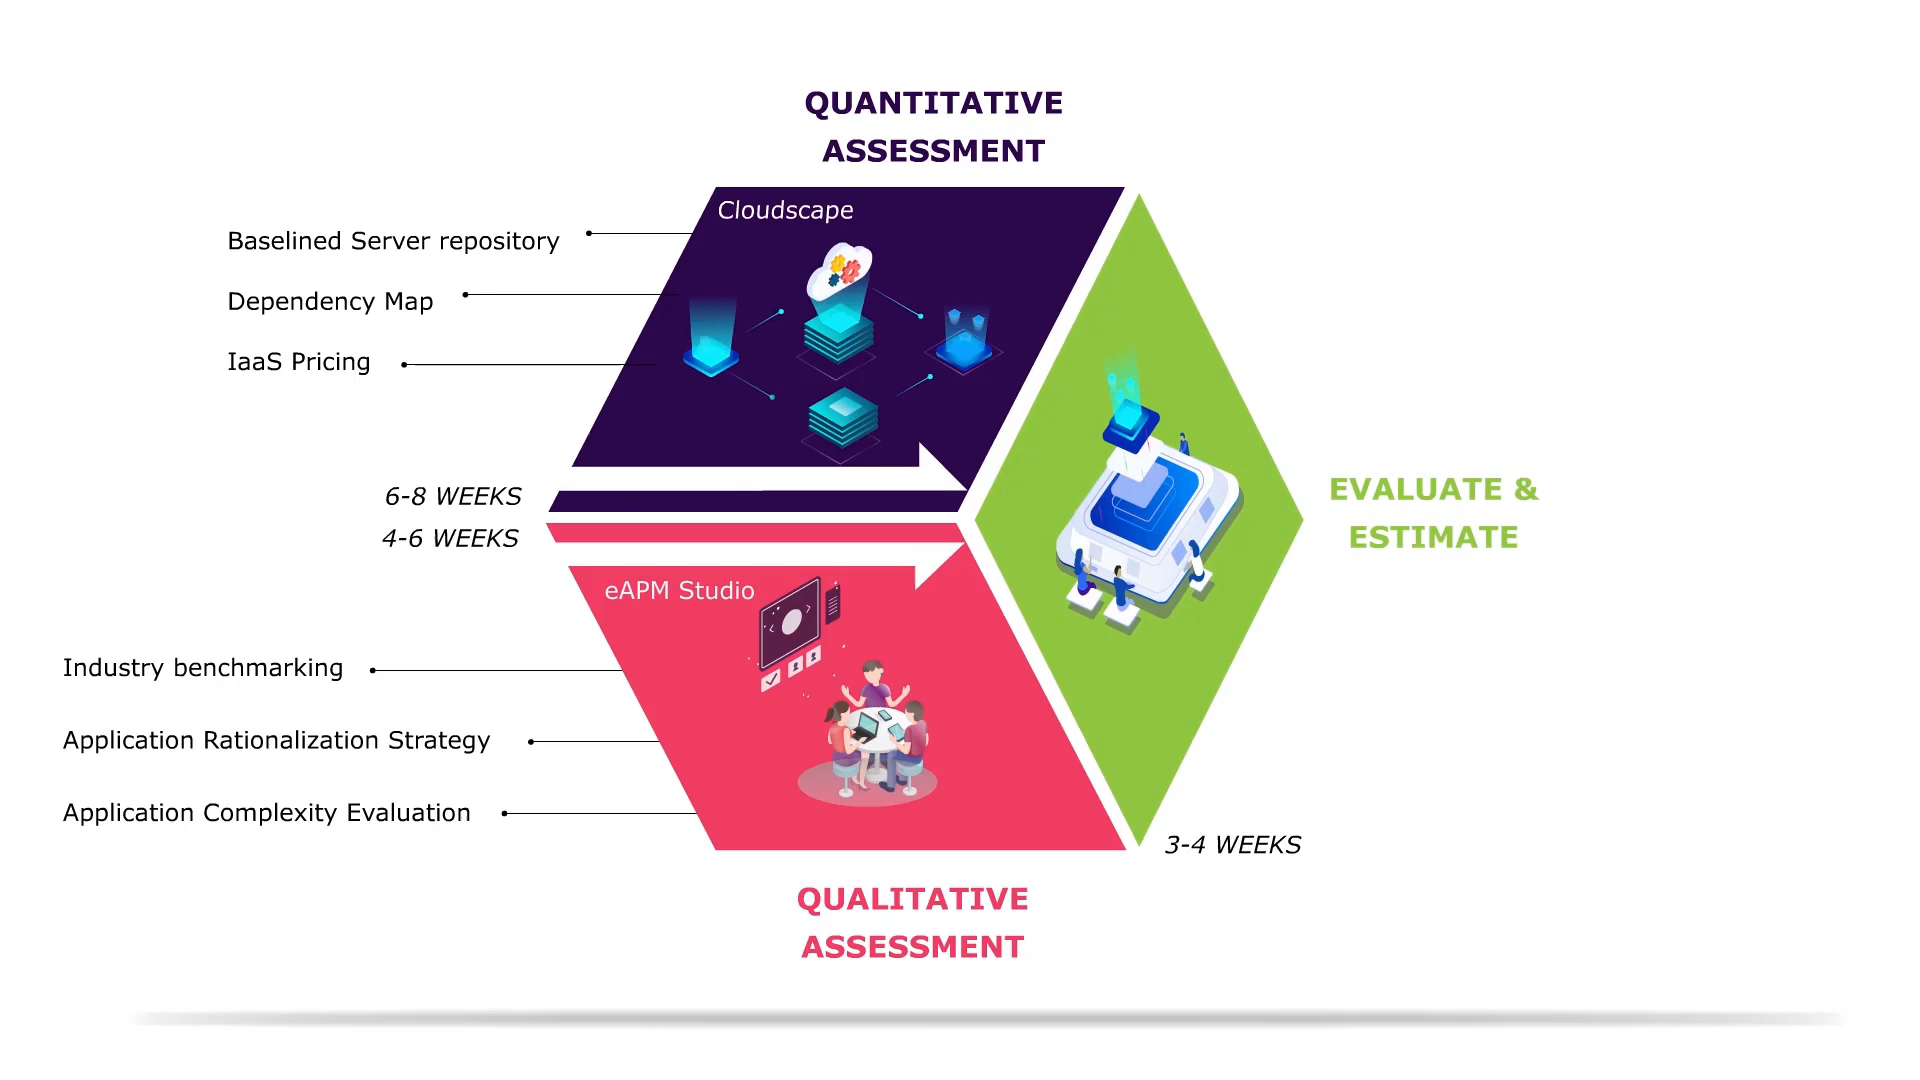 QUANTITATIVE
ASSESSMENT
Cloudscape
Baselined Server repository
Dependency Map
IaaS Pricing
6-8 WEEKS
4-6 WEEKS
EVALUATE &
ESTIMATE
eAPM Studio
Industry benchmarking
Application Rationalization Strategy
Application Complexity Evaluation
3-4 WEEKS
QUALITATIVE
ASSESSMENT